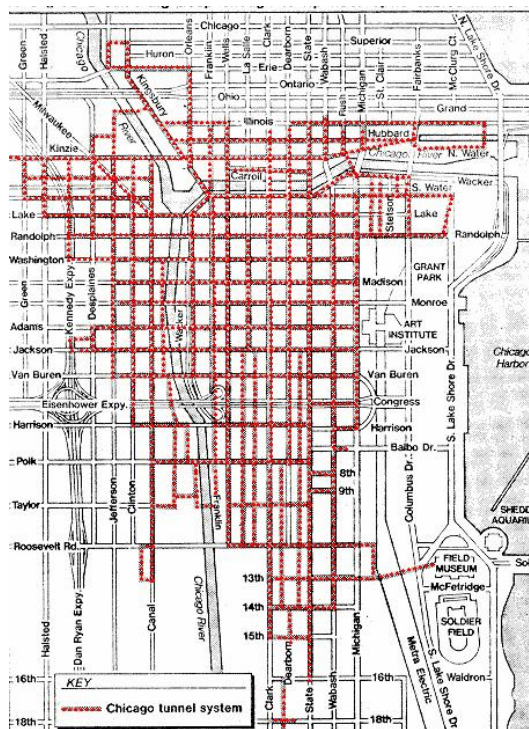 Chicago
Superior
Huron
Erie
Ontario
Ohio
Illinois
Grand
Hubbard
Kinzie
Carroll
Chicago River
N. Water
S. Water
Wacker
Lake
Lake
Randolph
Randolph
Washington
Madison
GRANT
PARK
Monroe
Adams
ART
INSTITUTE
Jackson
Jackson
Chicago
Harbor
Van Buren
Van Buren
Eisenhower Expy.
Congress
Harrison
Harrison
Balbo Dr.
Polk
8th
9th
Taylor
SHEDD
AQUARIU
Roosevelt Rd.
FIELD
MUSEUM
13th
McFetridge
14th
SOLDIER
FIELD
15th
16th
16th
Waldron
18th
18th
Green
Halsted
Chicago
River
Orleans
Franklin
Wells
La Salle
Clark
Dearborn
State
Wabash
Rush
Michigan
St. Clair
Fairbanks
McClurg Ct.
N. Lake Shore Dr.
Milwaukee
Kingsbury
Stetson
Green
Kennedy Expy.
Desplaines
Wacker
Jefferson
Clinton
Franklin
Columbus Dr.
S. Lake Shore Dr.
Halsted
Dan Ryan Expy.
Canal
Chicago River
Clark
Dearborn
State
Wabash
Michigan
Metra Electric
S. Lake Shore Dr.
KEY
Chicago tunnel system